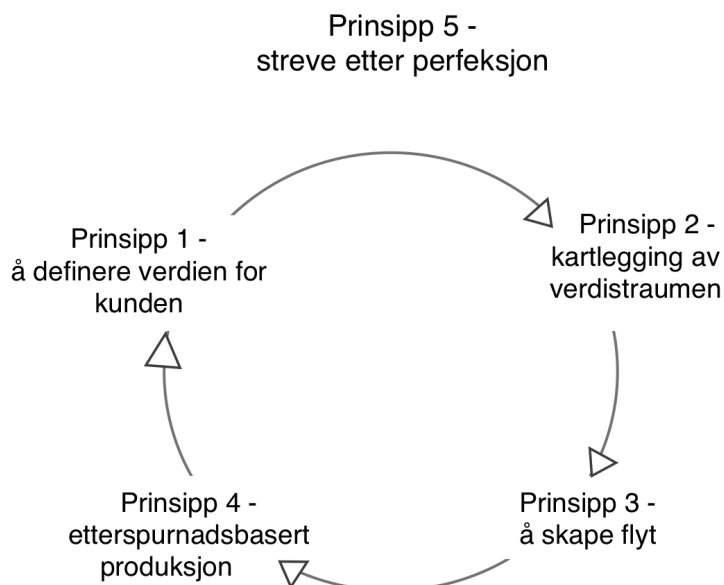 Prinsipp 5 -
streve etter perfeksjon
Prinsipp 1 -
å definere verdien for
kunden
Prinsipp 2 -
kartlegging av
verdistraumen
Prinsipp 3 -
å skape flyt
Prinsipp 4 -
etterspurnadsbasert
produksjon